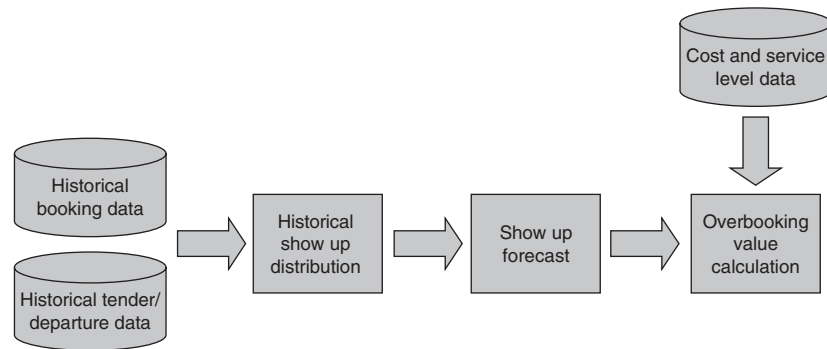 Cost and service
level data
Historical
booking data
Historical tender/
departure data
Historical
show up
distribution
Show up
forecast
Overbooking
value
calculation